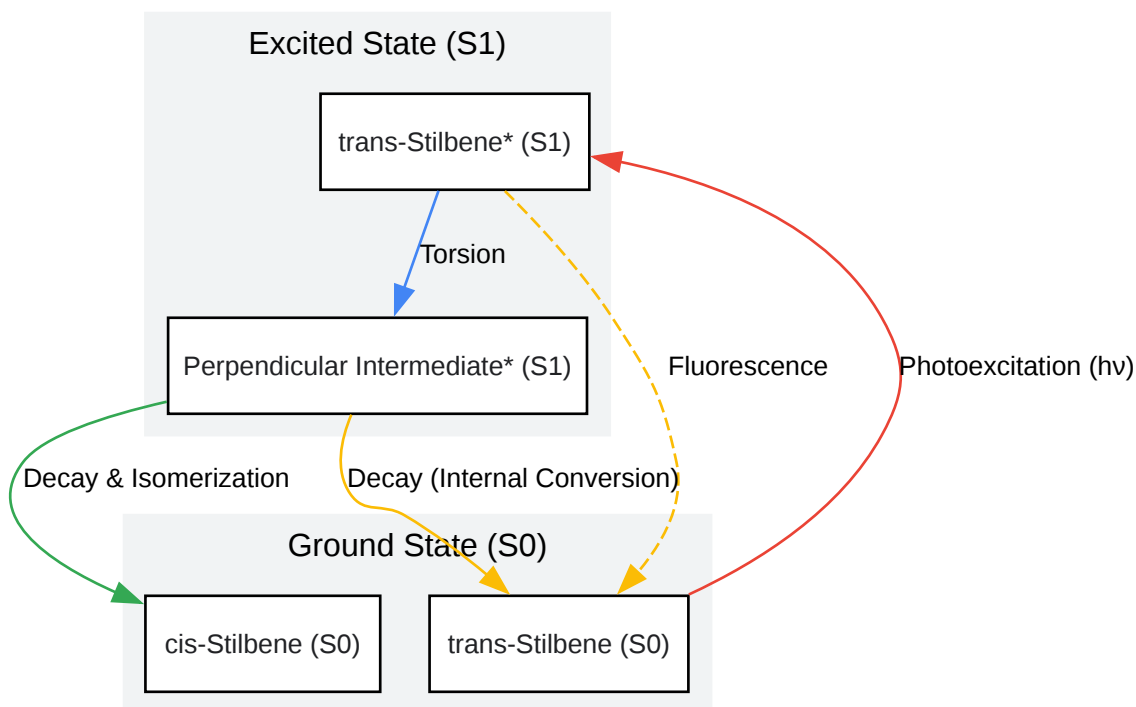 Excited State (S1)
trans-Stilbene* (S1)
Torsion
Perpendicular Intermediate* (S1)
Fluorescence
Photoexcitation (hν)
Decay & Isomerization
Decay (Internal Conversion)
Ground State (S0)
cis-Stilbene (S0)
trans-Stilbene (S0)